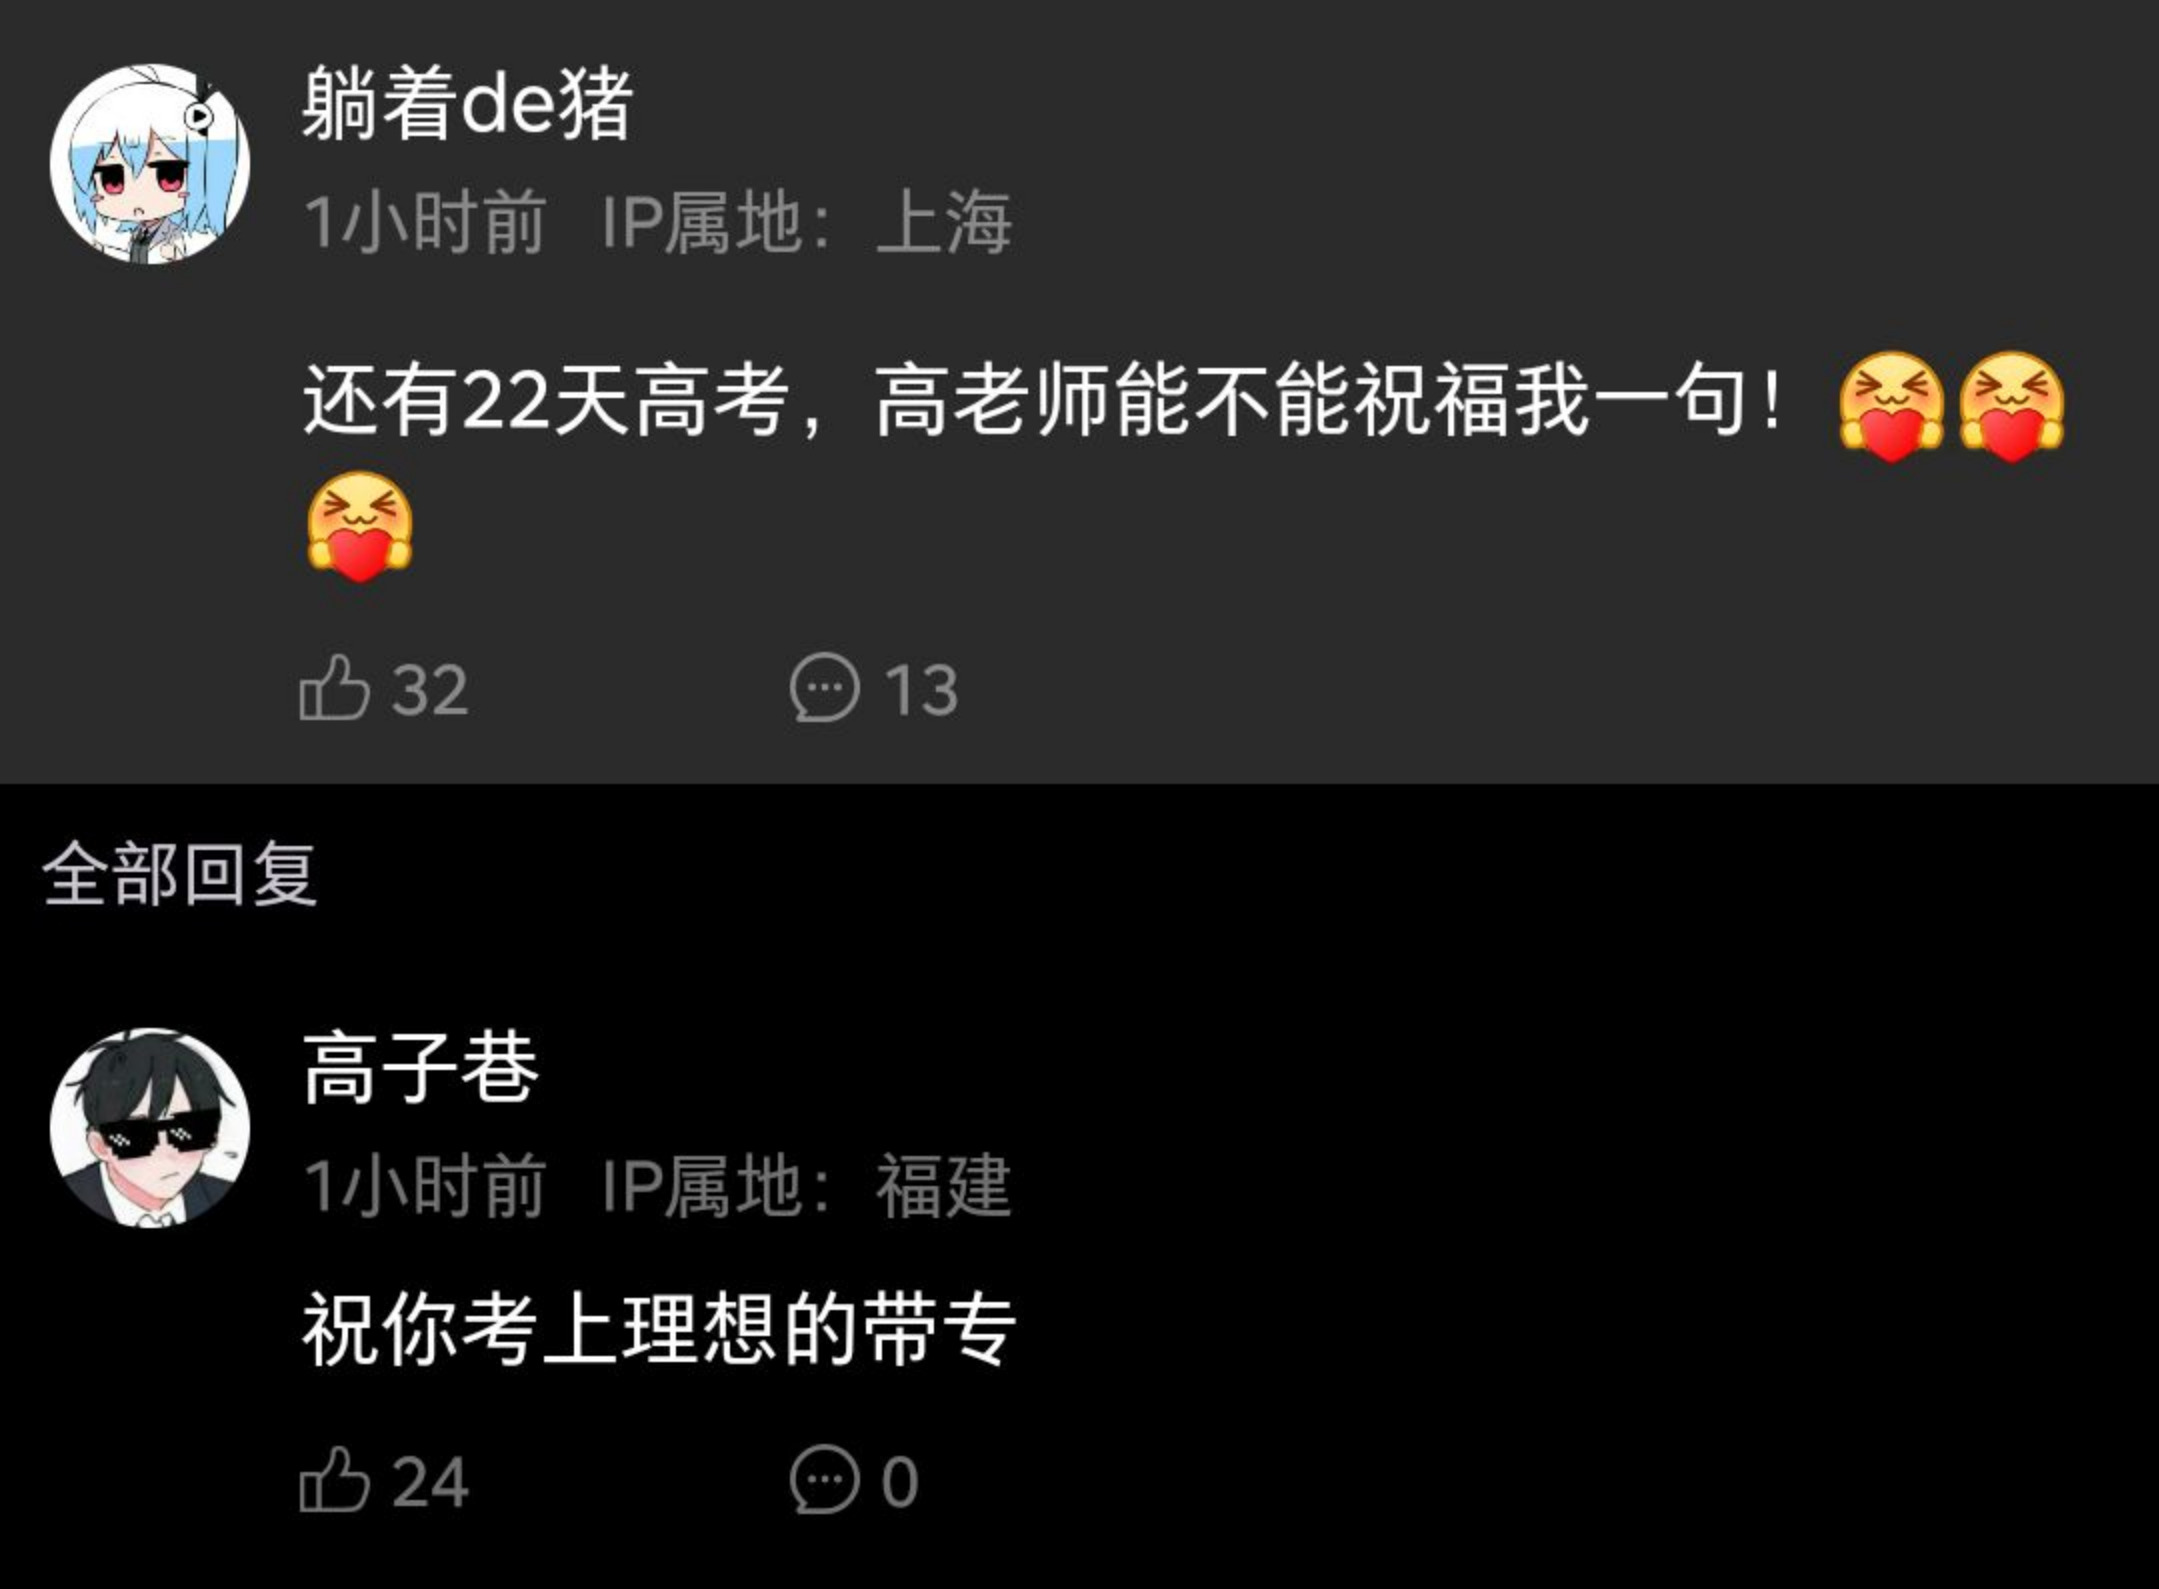 躺着de猪
1小时前 IP属地：上海
还有22天高考，高老师能不能祝福我一句！
32 13
全部回复
高子巷
1小时前 IP属地：福建
祝你考上理想的带专
24 0